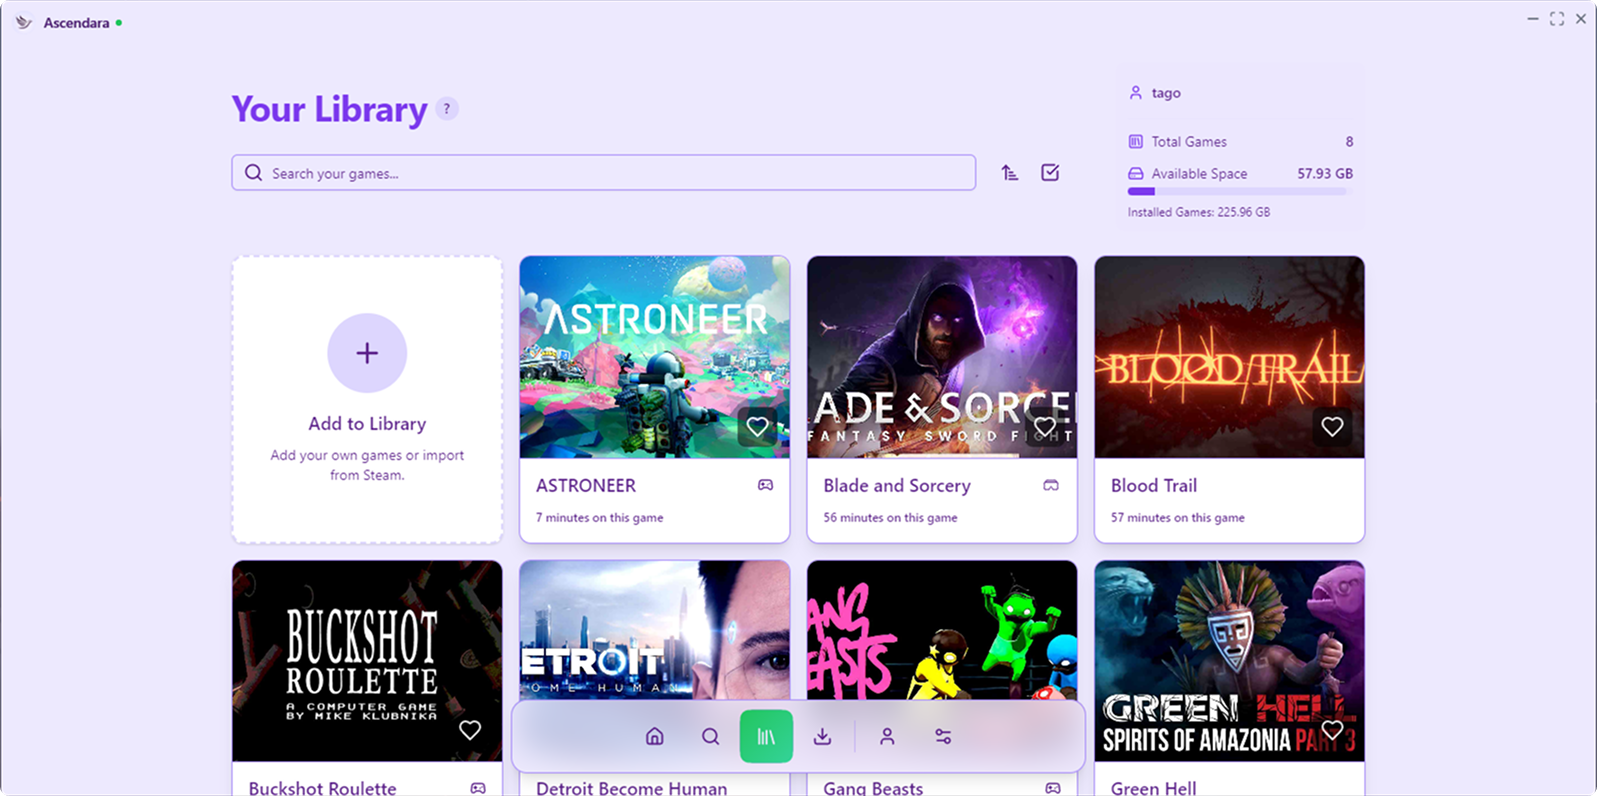 Ascendara
Your Library ?
Search your games...
tago
Total Games 8
Available Space 57.93 GB
Installed Games: 225.96 GB
Add to Library
Add your own games or import
from Steam.
ASTRONEER
ASTRONEER
7 minutes on this game
ADE & SORCE
FANTASY SWORD FIGHT
Blade and Sorcery
56 minutes on this game
BLOOD TRAIL
Blood Trail
57 minutes on this game
BUCKSHOT
ROULETTE
A COMPUTER GAME
BY MIKE KLUBNIKA
Buckshot Roulette
ETROIT
OME HUMA
Detroit Become Human
ANG
EASTS
Gang Beasts
GREEN HELL
SPIRITS OF AMAZONIA PART 3
Green Hell